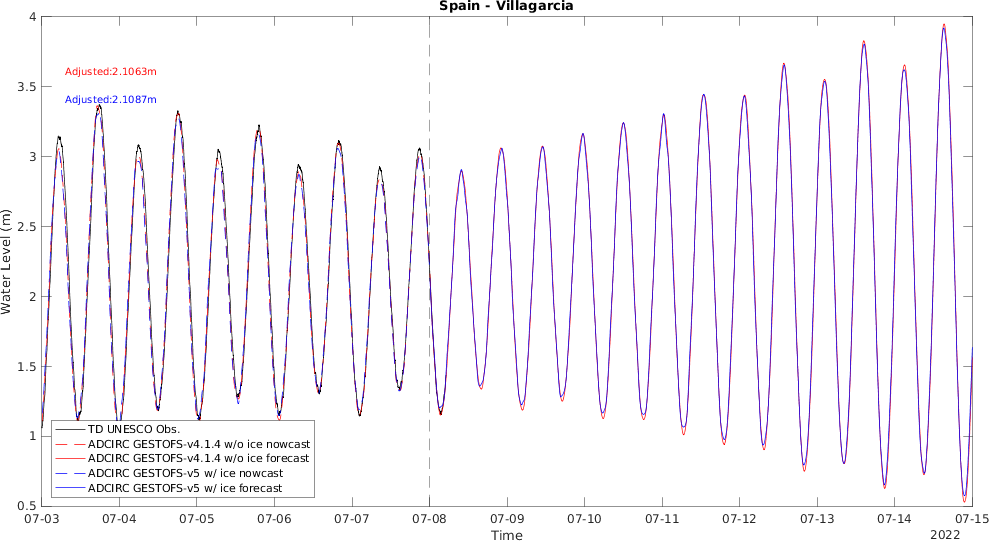 Spain - Villagarcia
Adjusted:2.1063m
Adjusted:2.1087m
Water Level (m)
4
3.5
3
2.5
2
1.5
1
0.5
TD UNESCO Obs.
ADCIRC GESTOFS-v4.1.4 w/o ice nowcast
ADCIRC GESTOFS-v4.1.4 w/o ice forecast
ADCIRC GESTOFS-v5 w/ ice nowcast
ADCIRC GESTOFS-v5 w/ ice forecast
07-03 07-04 07-05 07-06 07-07 07-08 07-09 07-10 07-11 07-12 07-13 07-14 07-15
Time
2022